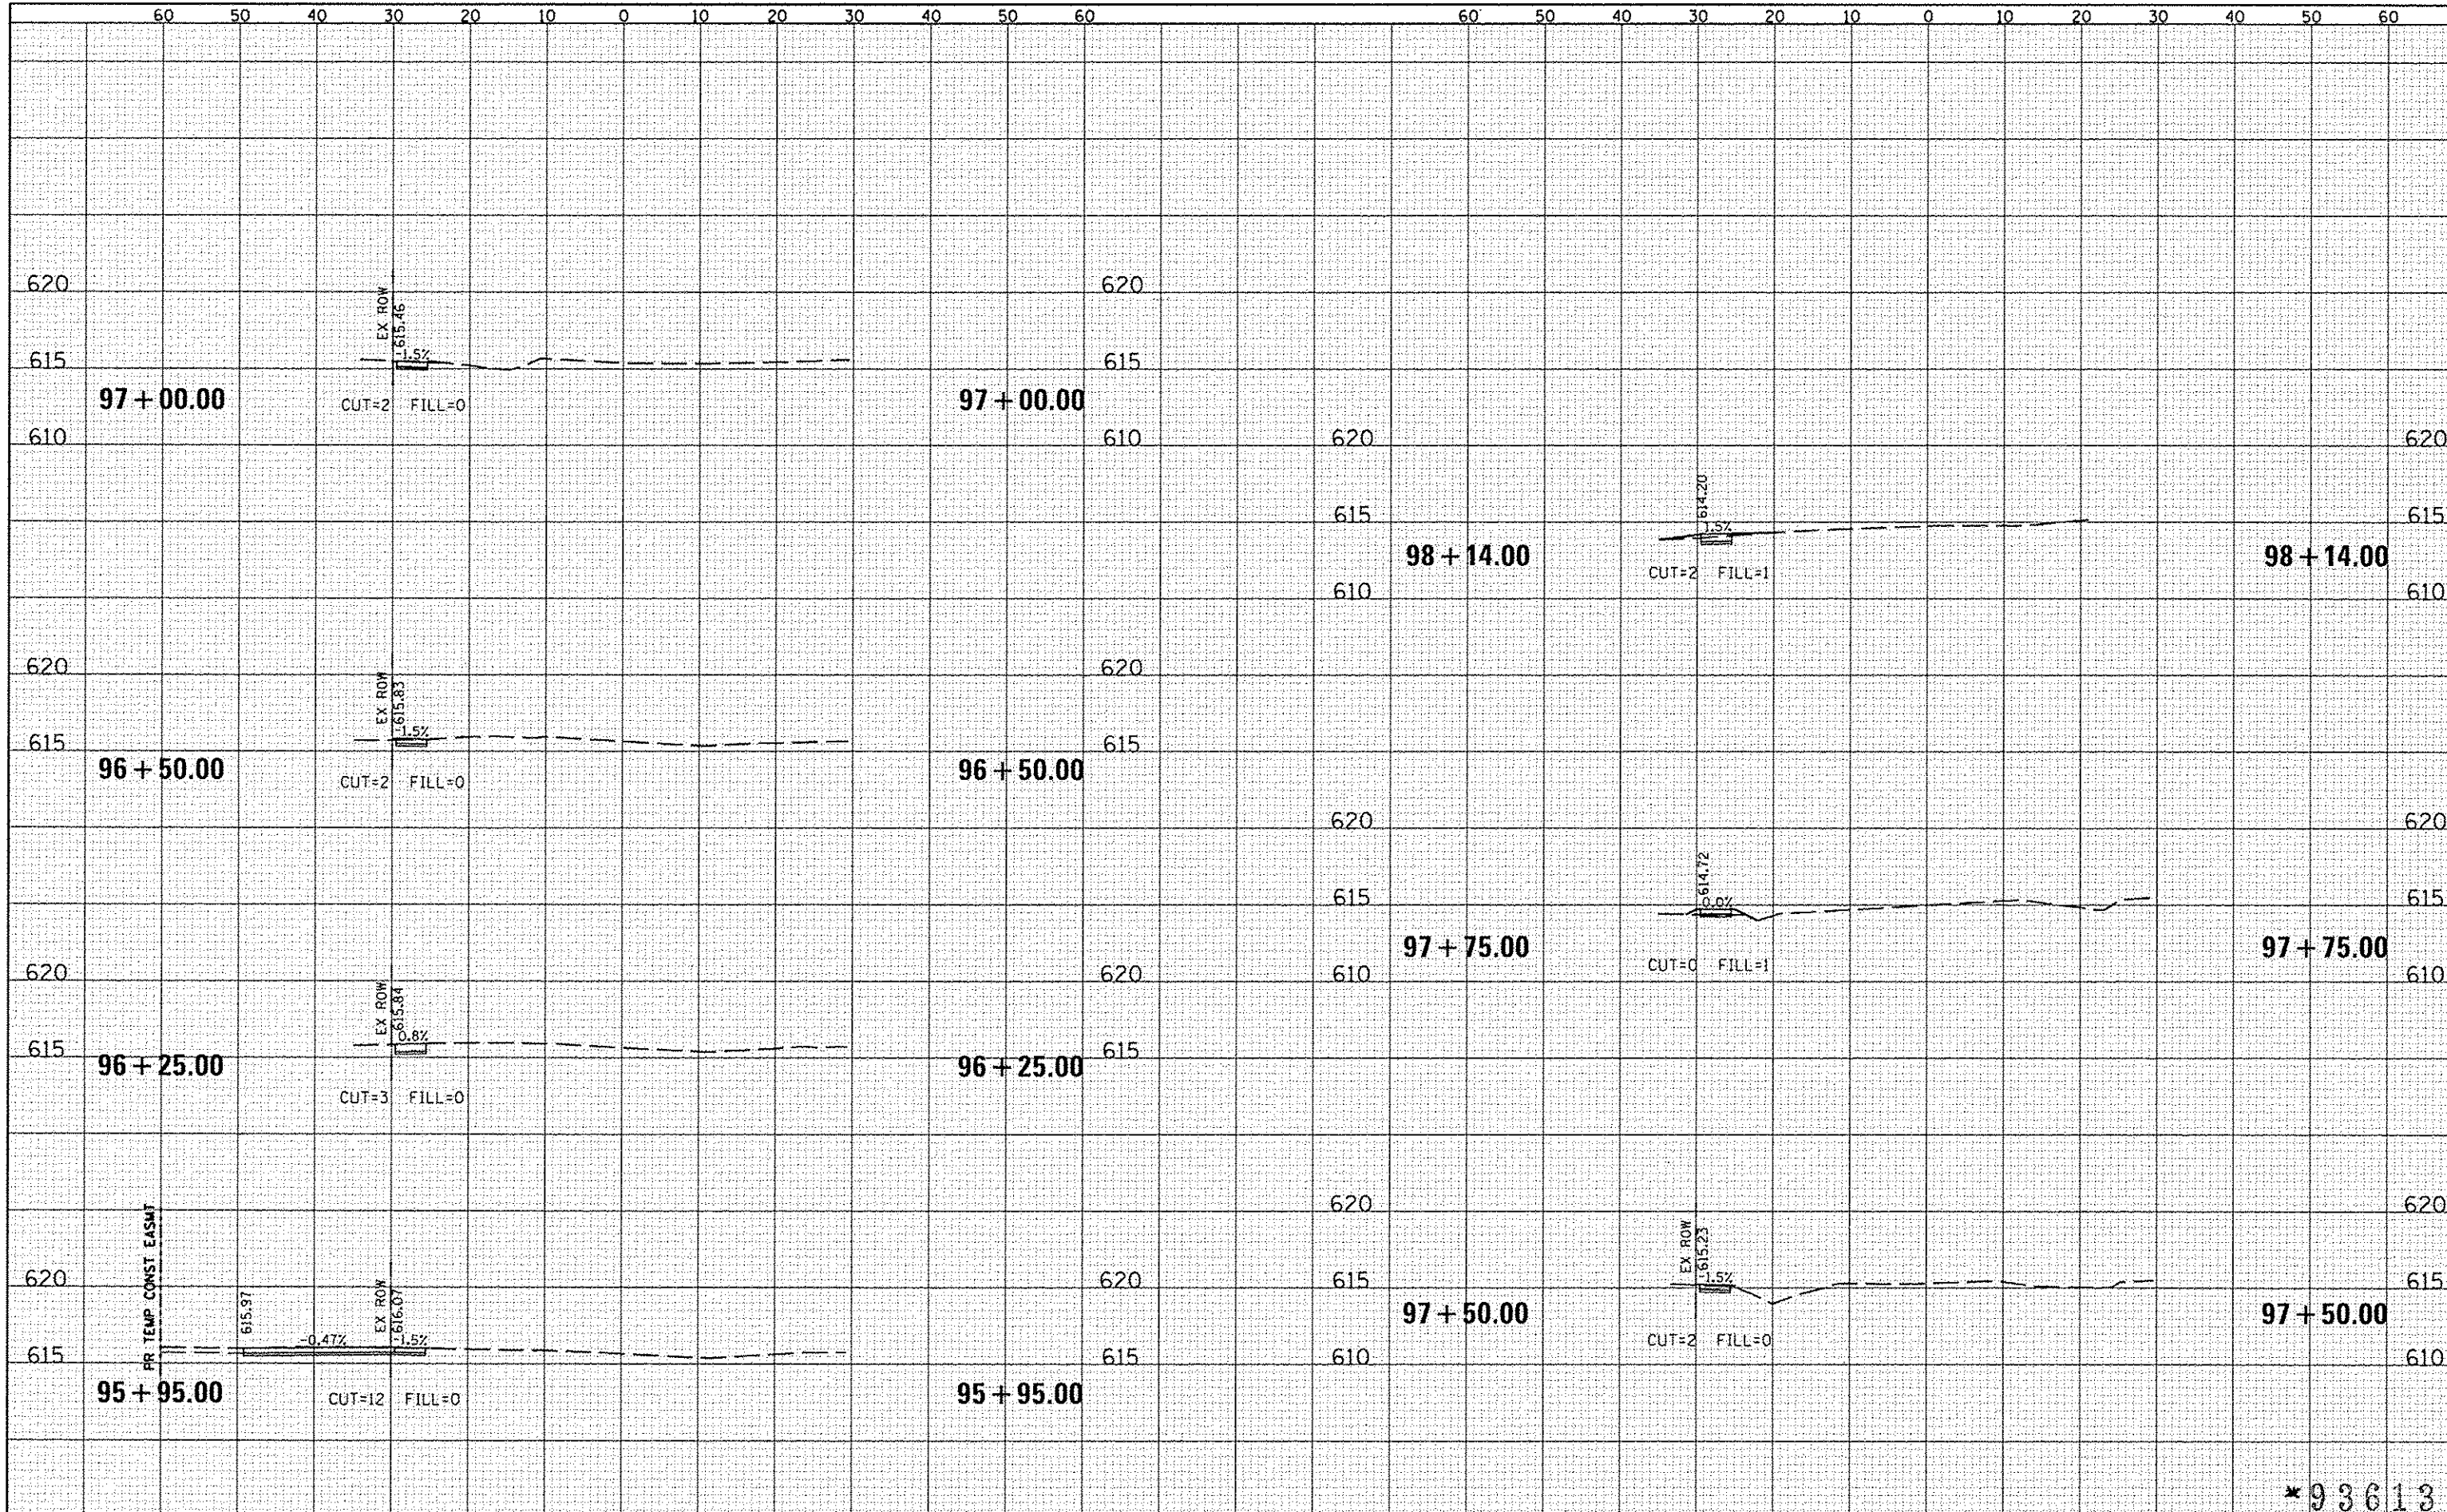 60 50 40 30 20 10 0 10 20 30 40 50 60 60 50 40 30 20 10 0 10 20 30 40 50 60
620 620
EX ROW
615.46
-1.5%
615 615
97+00.00 97+00.00
CUT=2 FILL=0
610 610
620 620
EX ROW
615.83
-1.5%
615 615
96+50.00 96+50.00
CUT=2 FILL=0
620 620
EX ROW
615.84
0.8%
615 615
96+25.00 96+25.00
CUT=3 FILL=0
PR TEMP CONST EASMT
620 620
615.97
EX ROW
616.07
-0.47% -1.5%
615 615
95+95.00 95+95.00
CUT=12 FILL=0
620 620
614.20
1.5%
615 615
98+14.00 98+14.00
CUT=2 FILL=1
610 610
620 620
614.72
0.0%
615 615
97+75.00 97+75.00
CUT=0 FILL=1
610 610
620 620
EX ROW
615.23
-1.5%
615 615
97+50.00 97+50.00
CUT=2 FILL=0
610 610
*93613